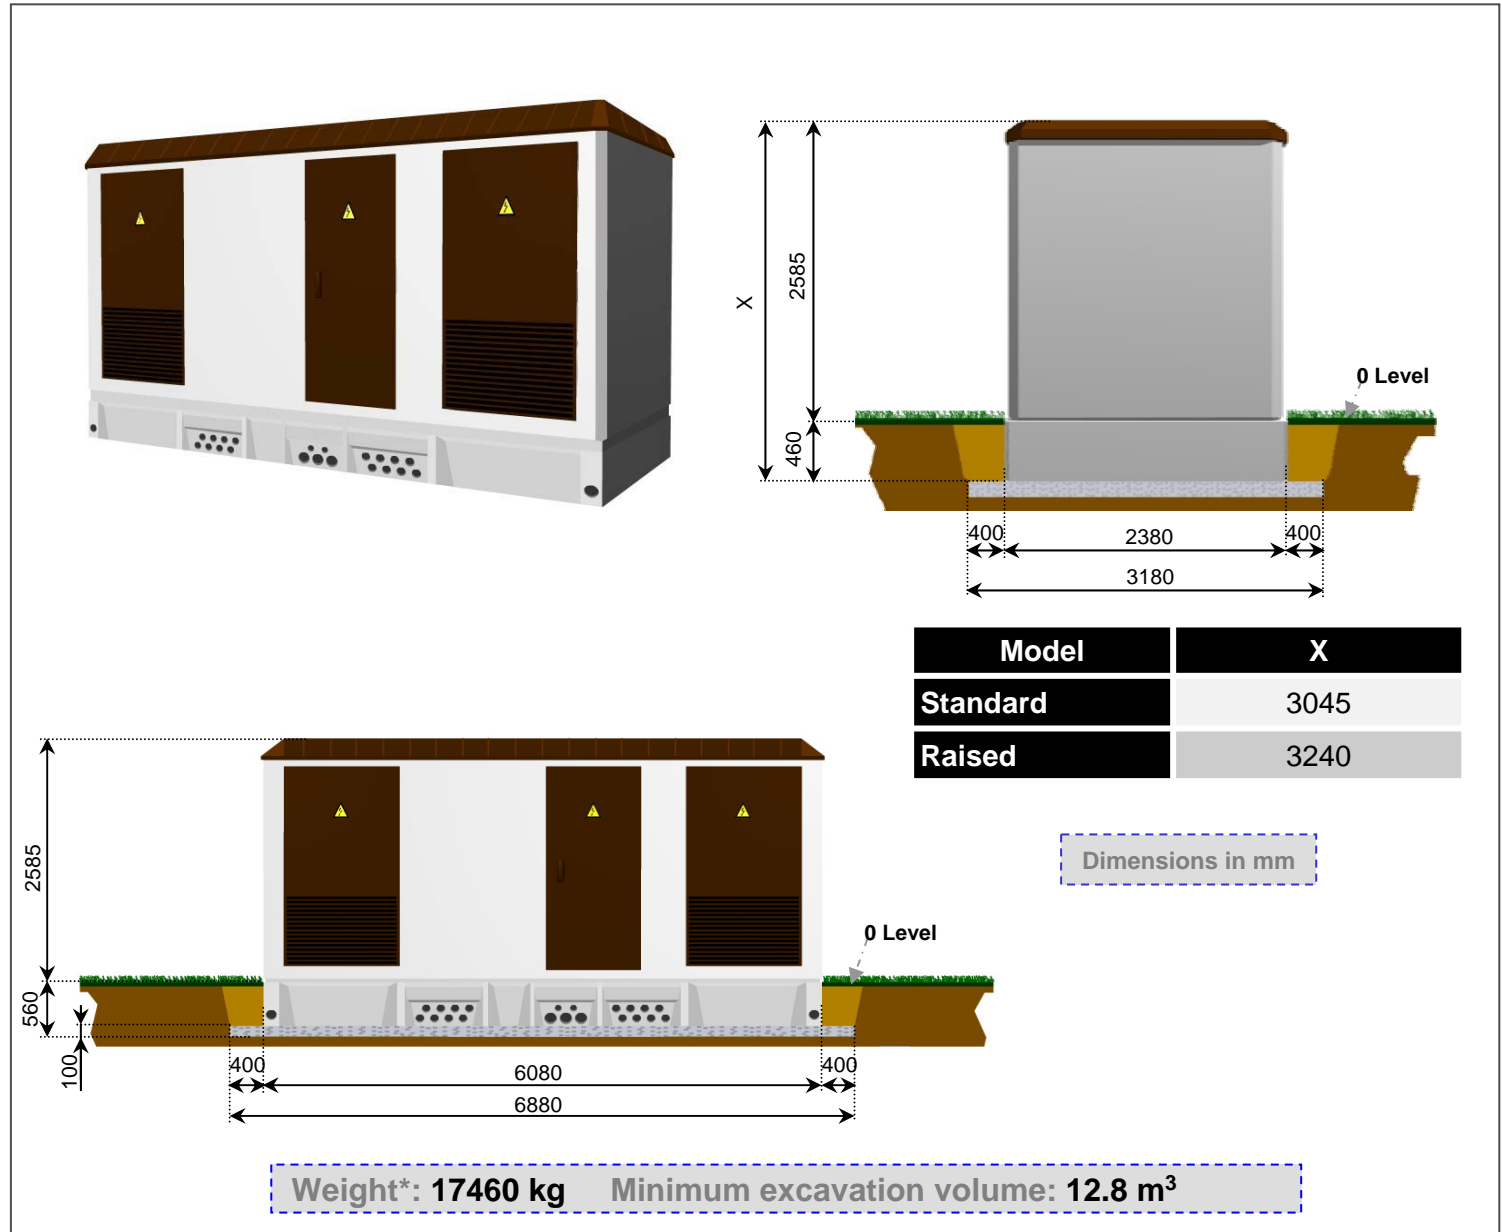 X
2585
460
0 Level
400
2380
400
3180
Model X
Standard 3045
Raised 3240
Dimensions in mm
2585
560
100
0 Level
400
6080
400
6880
Weight*: 17460 kg Minimum excavation volume: 12.8 m³